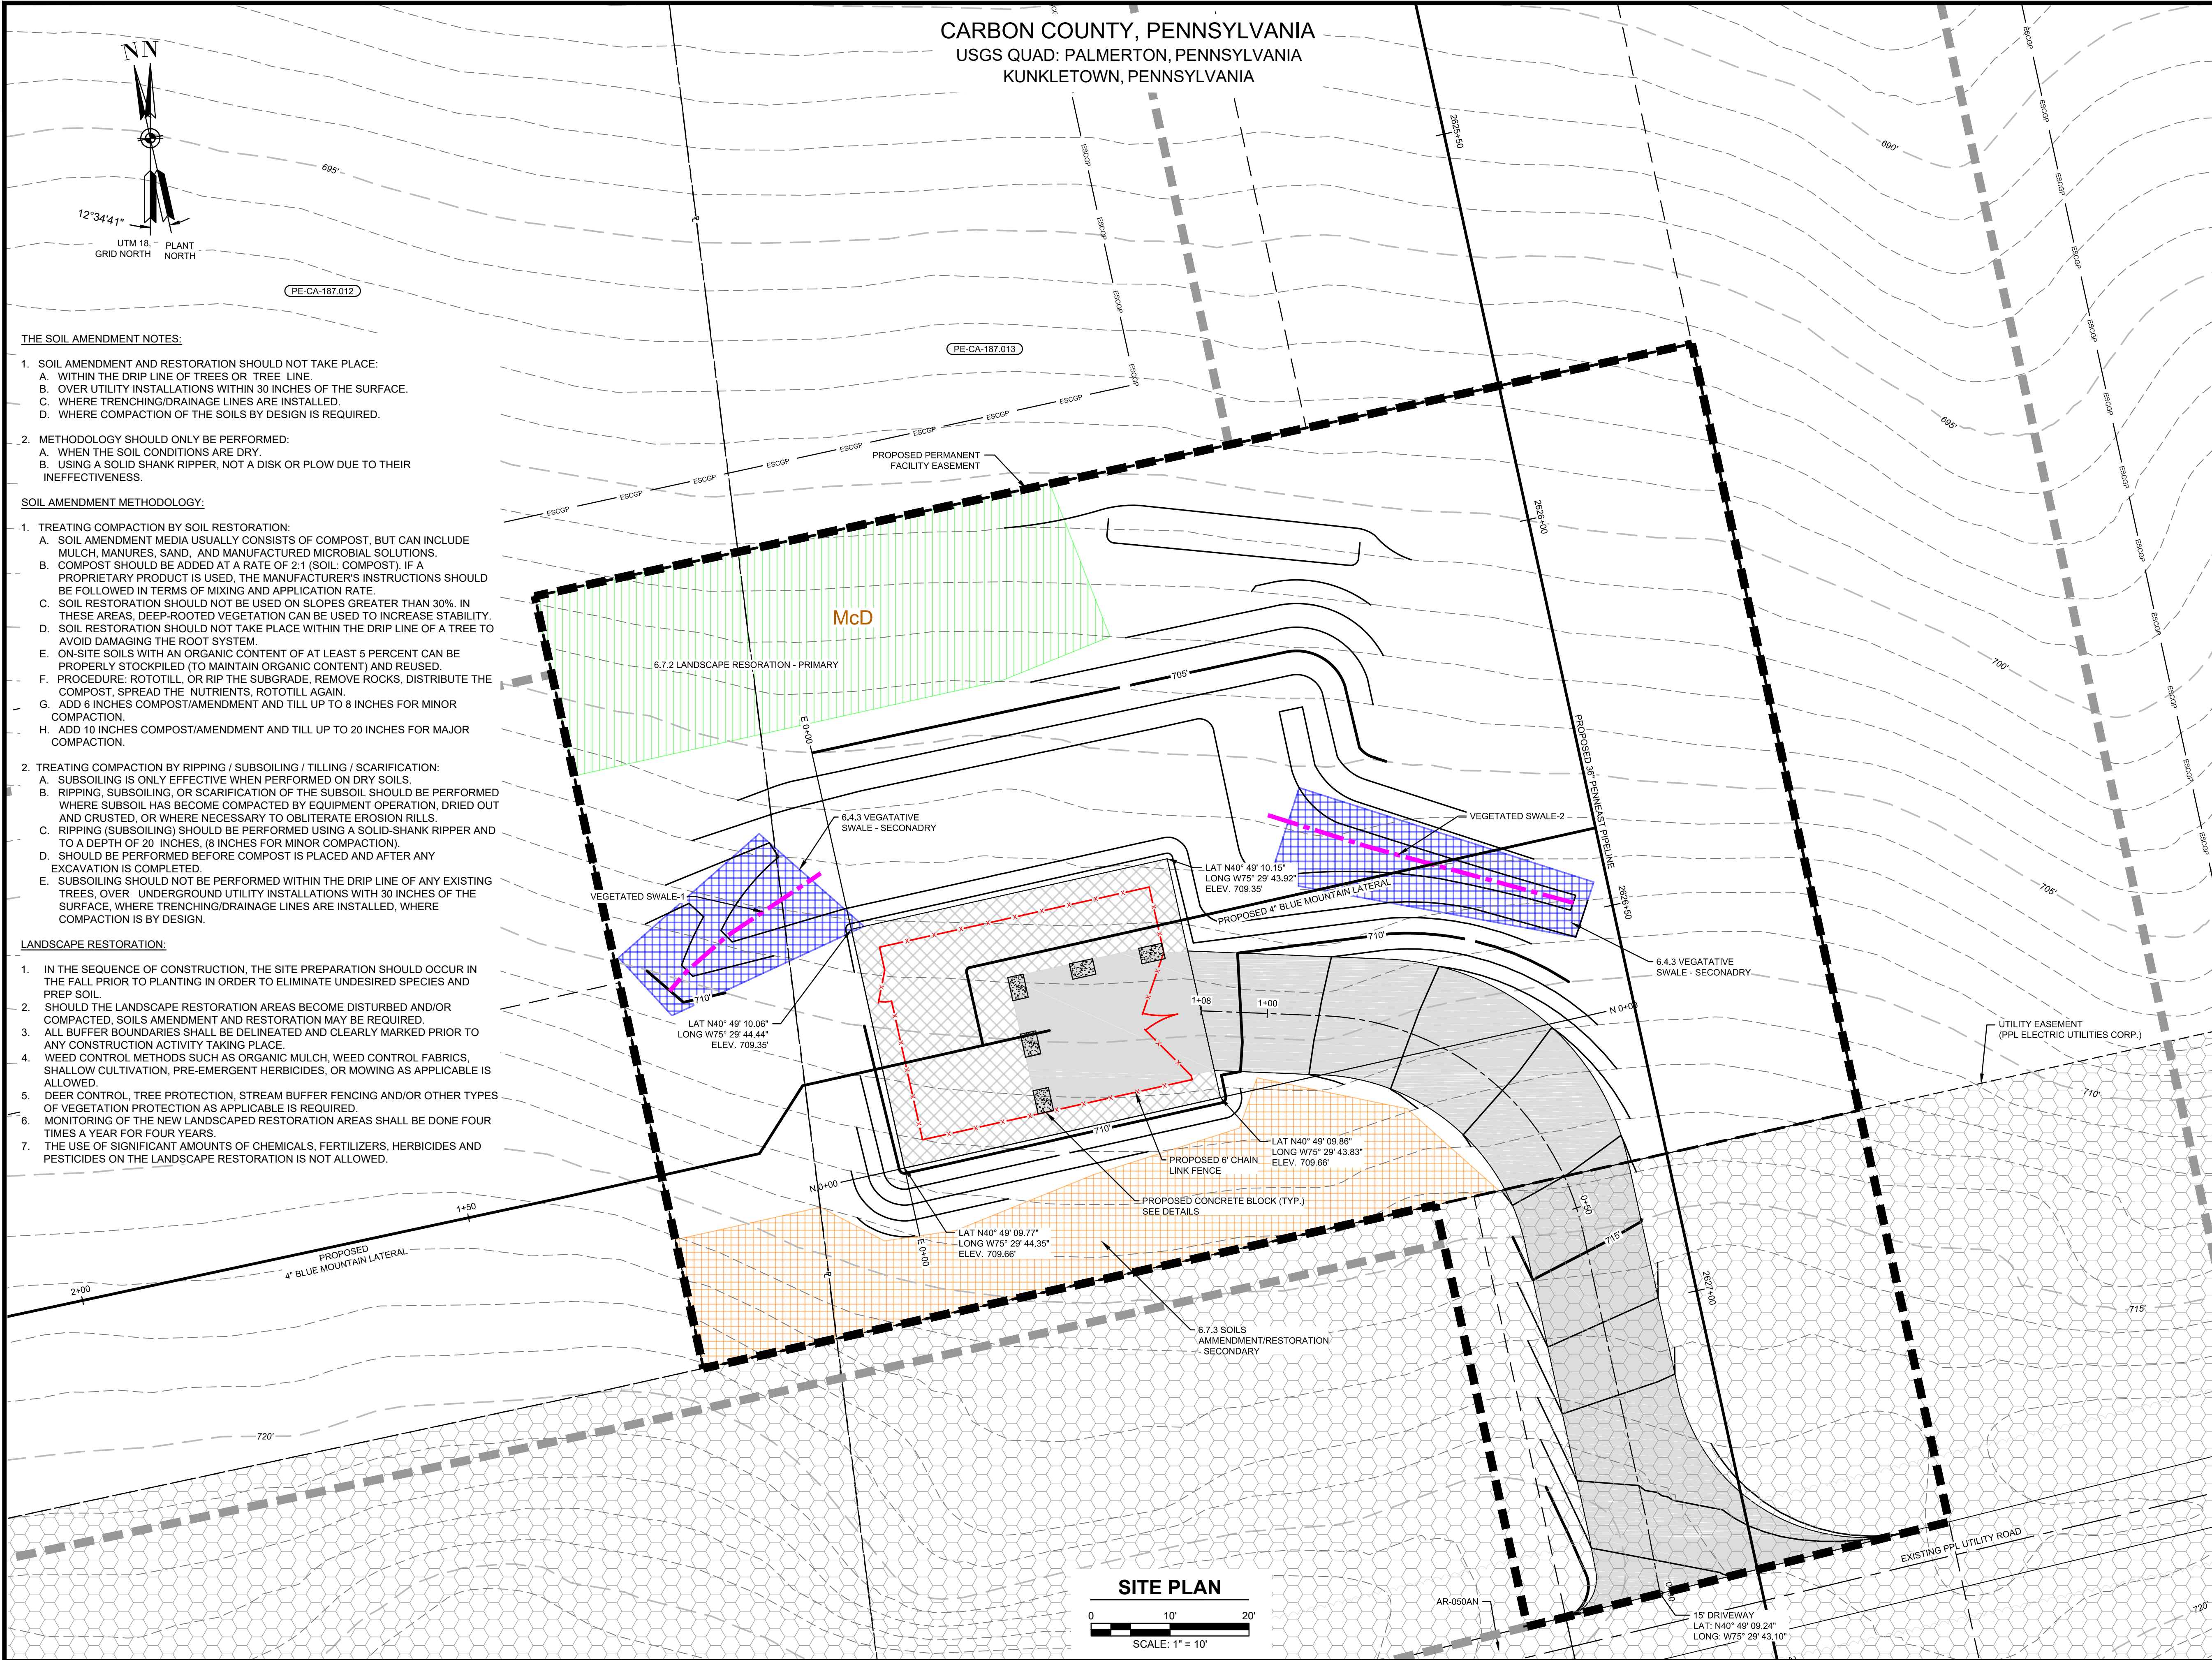 CARBON COUNTY, PENNSYLVANIA
USGS QUAD: PALMERTON, PENNSYLVANIA
KUNKLETOWN, PENNSYLVANIA
N N
12°34'41"
UTM 18,
GRID NORTH
PLANT
NORTH
PE-CA-187.012
PE-CA-187.013
THE SOIL AMENDMENT NOTES:
1. SOIL AMENDMENT AND RESTORATION SHOULD NOT TAKE PLACE:
A. WITHIN THE DRIP LINE OF TREES OR TREE LINE.
B. OVER UTILITY INSTALLATIONS WITHIN 30 INCHES OF THE SURFACE.
C. WHERE TRENCHING/DRAINAGE LINES ARE INSTALLED.
D. WHERE COMPACTION OF THE SOILS BY DESIGN IS REQUIRED.
2. METHODOLOGY SHOULD ONLY BE PERFORMED:
A. WHEN THE SOIL CONDITIONS ARE DRY.
B. USING A SOLID SHANK RIPPER, NOT A DISK OR PLOW DUE TO THEIR
INEFFECTIVENESS.
SOIL AMENDMENT METHODOLOGY:
1. TREATING COMPACTION BY SOIL RESTORATION:
A. SOIL AMENDMENT MEDIA USUALLY CONSISTS OF COMPOST, BUT CAN INCLUDE
MULCH, MANURES, SAND, AND MANUFACTURED MICROBIAL SOLUTIONS.
B. COMPOST SHOULD BE ADDED AT A RATE OF 2:1 (SOIL: COMPOST). IF A
PROPRIETARY PRODUCT IS USED, THE MANUFACTURER'S INSTRUCTIONS SHOULD
BE FOLLOWED IN TERMS OF MIXING AND APPLICATION RATE.
C. SOIL RESTORATION SHOULD NOT BE USED ON SLOPES GREATER THAN 30%. IN
THESE AREAS, DEEP-ROOTED VEGETATION CAN BE USED TO INCREASE STABILITY.
D. SOIL RESTORATION SHOULD NOT TAKE PLACE WITHIN THE DRIP LINE OF A TREE TO
AVOID DAMAGING THE ROOT SYSTEM.
E. ON-SITE SOILS WITH AN ORGANIC CONTENT OF AT LEAST 5 PERCENT CAN BE
PROPERLY STOCKPILED (TO MAINTAIN ORGANIC CONTENT) AND REUSED.
F. PROCEDURE: ROTOTILL, OR RIP THE SUBGRADE, REMOVE ROCKS, DISTRIBUTE THE
COMPOST, SPREAD THE NUTRIENTS, ROTOTILL AGAIN.
G. ADD 6 INCHES COMPOST/AMENDMENT AND TILL UP TO 8 INCHES FOR MINOR
COMPACTION.
H. ADD 10 INCHES COMPOST/AMENDMENT AND TILL UP TO 20 INCHES FOR MAJOR
COMPACTION.
2. TREATING COMPACTION BY RIPPING / SUBSOILING / TILLING / SCARIFICATION:
A. SUBSOILING IS ONLY EFFECTIVE WHEN PERFORMED ON DRY SOILS.
B. RIPPING, SUBSOILING, OR SCARIFICATION OF THE SUBSOIL SHOULD BE PERFORMED
WHERE SUBSOIL HAS BECOME COMPACTED BY EQUIPMENT OPERATION, DRIED OUT
AND CRUSTED, OR WHERE NECESSARY TO OBLITERATE EROSION RILLS.
C. RIPPING (SUBSOILING) SHOULD BE PERFORMED USING A SOLID-SHANK RIPPER AND
TO A DEPTH OF 20 INCHES, (8 INCHES FOR MINOR COMPACTION).
D. SHOULD BE PERFORMED BEFORE COMPOST IS PLACED AND AFTER ANY
EXCAVATION IS COMPLETED.
E. SUBSOILING SHOULD NOT BE PERFORMED WITHIN THE DRIP LINE OF ANY EXISTING
TREES, OVER UNDERGROUND UTILITY INSTALLATIONS WITH 30 INCHES OF THE
SURFACE, WHERE TRENCHING/DRAINAGE LINES ARE INSTALLED, WHERE
COMPACTION IS BY DESIGN.
LANDSCAPE RESTORATION:
1. IN THE SEQUENCE OF CONSTRUCTION, THE SITE PREPARATION SHOULD OCCUR IN
THE FALL PRIOR TO PLANTING IN ORDER TO ELIMINATE UNDESIRED SPECIES AND
PREP SOIL.
2. SHOULD THE LANDSCAPE RESTORATION AREAS BECOME DISTURBED AND/OR
COMPACTED, SOILS AMENDMENT AND RESTORATION MAY BE REQUIRED.
3. ALL BUFFER BOUNDARIES SHALL BE DELINEATED AND CLEARLY MARKED PRIOR TO
ANY CONSTRUCTION ACTIVITY TAKING PLACE.
4. WEED CONTROL METHODS SUCH AS ORGANIC MULCH, WEED CONTROL FABRICS,
SHALLOW CULTIVATION, PRE-EMERGENT HERBICIDES, OR MOWING AS APPLICABLE IS
ALLOWED.
5. DEER CONTROL, TREE PROTECTION, STREAM BUFFER FENCING AND/OR OTHER TYPES
OF VEGETATION PROTECTION AS APPLICABLE IS REQUIRED.
6. MONITORING OF THE NEW LANDSCAPED RESTORATION AREAS SHALL BE DONE FOUR
TIMES A YEAR FOR FOUR YEARS.
7. THE USE OF SIGNIFICANT AMOUNTS OF CHEMICALS, FERTILIZERS, HERBICIDES AND
PESTICIDES ON THE LANDSCAPE RESTORATION IS NOT ALLOWED.
695'
690'
695'
700'
705'
710'
715'
720'
720'
2625+50
2626+00
2626+50
2627+00
ESCGP
ESCGP
ESCGP
ESCGP
ESCGP
ESCGP
ESCGP
ESCGP
ESCGP
ESCGP
ESCGP
ESCGP
ESCGP
PROPOSED PERMANENT
FACILITY EASEMENT
McD
6.7.2 LANDSCAPE RESORATION - PRIMARY
705'
E 0+00
PROPOSED 36" PENNEAST PIPELINE
6.4.3 VEGATATIVE
SWALE - SECONADRY
VEGETATED SWALE-1
VEGETATED SWALE-2
LAT N40° 49' 10.15"
LONG W75° 29' 43.92"
ELEV. 709.35'
PROPOSED 4" BLUE MOUNTAIN LATERAL
710'
6.4.3 VEGATATIVE
SWALE - SECONADRY
710'
LAT N40° 49' 10.06"
LONG W75° 29' 44.44"
ELEV. 709.35'
1+08
1+00
N 0+00
UTILITY EASEMENT
(PPL ELECTRIC UTILITIES CORP.)
710'
LAT N40° 49' 09.86"
LONG W75° 29' 43.83"
ELEV. 709.66'
PROPOSED 6' CHAIN
LINK FENCE
PROPOSED CONCRETE BLOCK (TYP.)
SEE DETAILS
N 0+00
E 0+00
LAT N40° 49' 09.77"
LONG W75° 29' 44.35"
ELEV. 709.66'
0+50
715'
1+50
2+00
PROPOSED
4" BLUE MOUNTAIN LATERAL
6.7.3 SOILS
AMMENDMENT/RESTORATION
- SECONDARY
EXISTING PPL UTILITY ROAD
AR-050AN
0+00
15' DRIVEWAY
LAT: N40° 49' 09.24"
LONG: W75° 29' 43.10"
SITE PLAN
0 10' 20'
SCALE: 1" = 10'